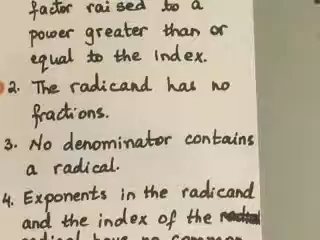 factor raised to a
power greater than or
equal to the index.
2. The radicand has no
fractions.
3. No denominator contains
a radical.
4. Exponents in the radicand
and the index of the
radical have no common